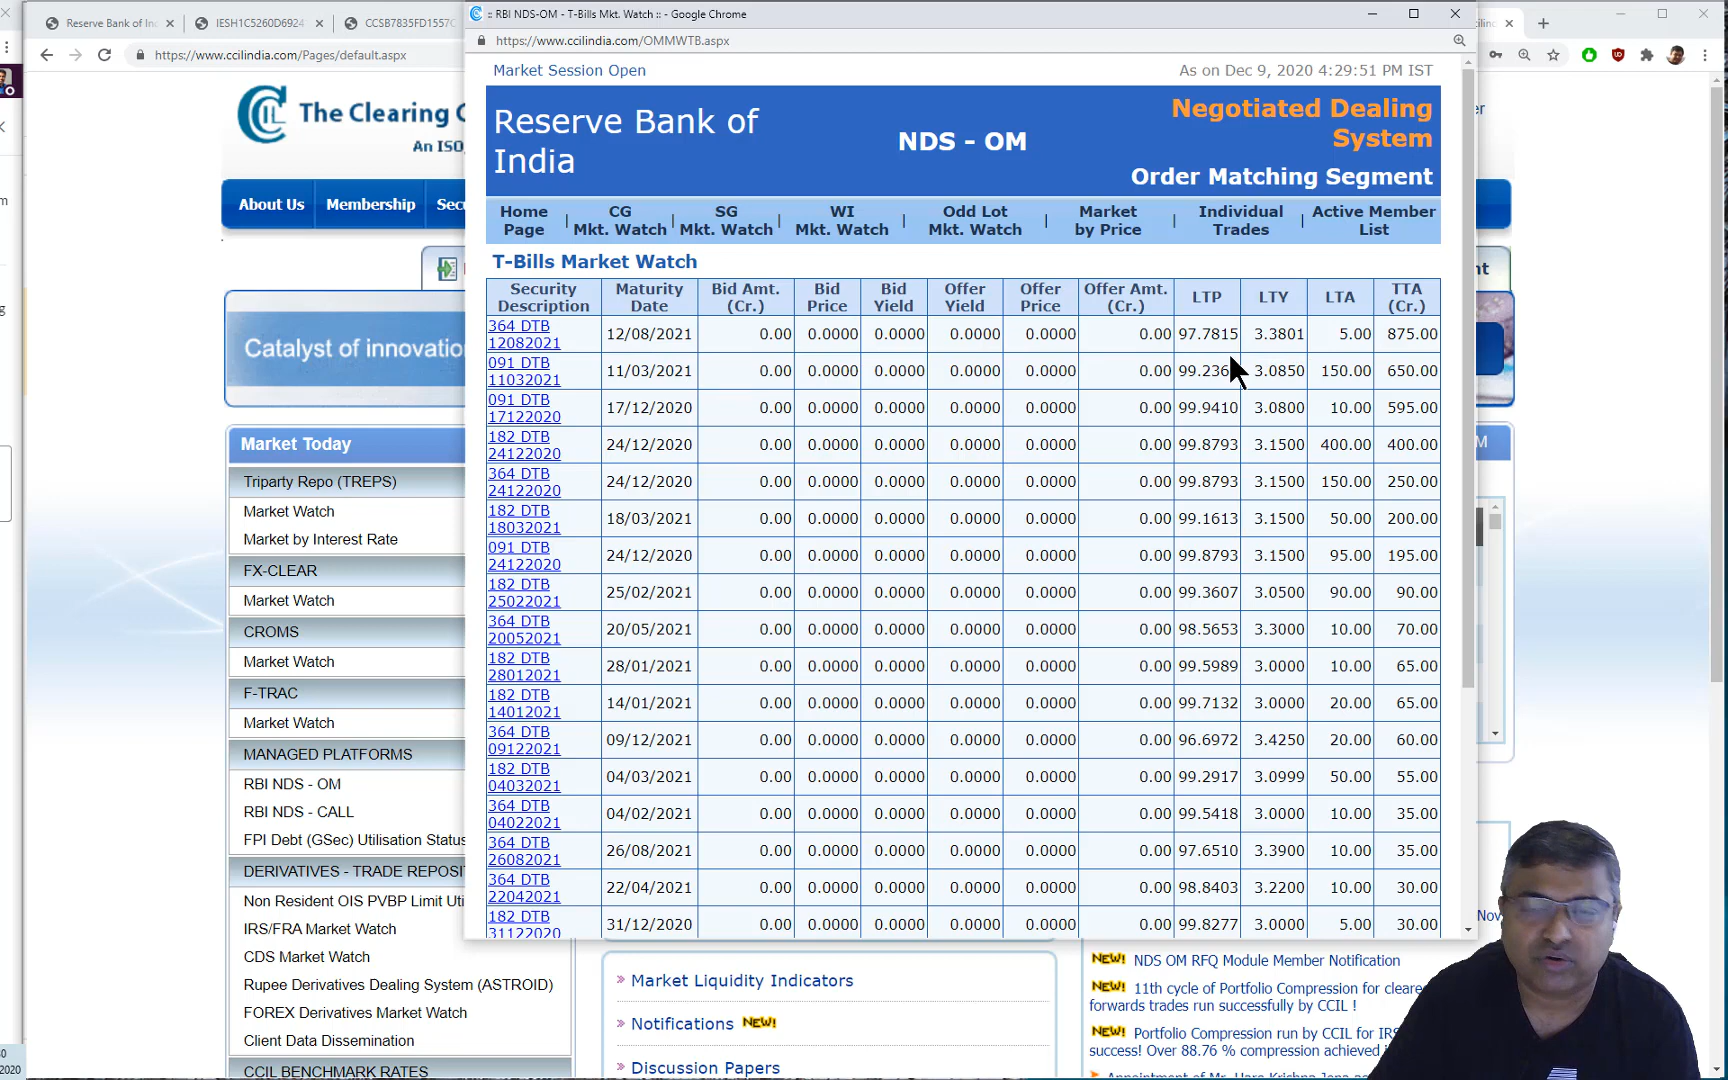 Reserve Bank of In
IESH1C5260D6924
CCSB7835FD1557C
:: RBI NDS-OM - T-Bills Mkt. Watch :: - Google Chrome
https://www.ccilindia.com/Pages/default.aspx
https://www.ccilindia.com/OMMWTB.aspx
Market Session Open
As on Dec 9, 2020 4:29:51 PM IST
The Clearing C
An ISO
Reserve Bank of
India
NDS - OM
Negotiated Dealing
System
Order Matching Segment
About Us
Membership
Sec
Home
Page
CG
Mkt. Watch
SG
Mkt. Watch
WI
Mkt. Watch
Odd Lot
Mkt. Watch
Market
by Price
Individual
Trades
Active Member
List
T-Bills Market Watch
Security Description | Maturity Date | Bid Amt. (Cr.) | Bid Price | Bid Yield | Offer Yield | Offer Price | Offer Amt. (Cr.) | LTP | LTY | LTA | TTA (Cr.)
364 DTB 12082021 12/08/2021 0.00 0.0000 0.0000 0.0000 0.0000 0.00 97.7815 3.3801 5.00 875.00
091 DTB 11032021 11/03/2021 0.00 0.0000 0.0000 0.0000 0.0000 0.00 99.236 3.0850 150.00 650.00
091 DTB 17122020 17/12/2020 0.00 0.0000 0.0000 0.0000 0.0000 0.00 99.9410 3.0800 10.00 595.00
182 DTB 24122020 24/12/2020 0.00 0.0000 0.0000 0.0000 0.0000 0.00 99.8793 3.1500 400.00 400.00
364 DTB 24122020 24/12/2020 0.00 0.0000 0.0000 0.0000 0.0000 0.00 99.8793 3.1500 150.00 250.00
182 DTB 18032021 18/03/2021 0.00 0.0000 0.0000 0.0000 0.0000 0.00 99.1613 3.1500 50.00 200.00
091 DTB 24122020 24/12/2020 0.00 0.0000 0.0000 0.0000 0.0000 0.00 99.8793 3.1500 95.00 195.00
182 DTB 25022021 25/02/2021 0.00 0.0000 0.0000 0.0000 0.0000 0.00 99.3607 3.0500 90.00 90.00
364 DTB 20052021 20/05/2021 0.00 0.0000 0.0000 0.0000 0.0000 0.00 98.5653 3.3000 10.00 70.00
182 DTB 28012021 28/01/2021 0.00 0.0000 0.0000 0.0000 0.0000 0.00 99.5989 3.0000 10.00 65.00
182 DTB 14012021 14/01/2021 0.00 0.0000 0.0000 0.0000 0.0000 0.00 99.7132 3.0000 20.00 65.00
364 DTB 09122021 09/12/2021 0.00 0.0000 0.0000 0.0000 0.0000 0.00 96.6972 3.4250 20.00 60.00
182 DTB 04032021 04/03/2021 0.00 0.0000 0.0000 0.0000 0.0000 0.00 99.2917 3.0999 50.00 55.00
364 DTB 04022021 04/02/2021 0.00 0.0000 0.0000 0.0000 0.0000 0.00 99.5418 3.0000 10.00 35.00
364 DTB 26082021 26/08/2021 0.00 0.0000 0.0000 0.0000 0.0000 0.00 97.6510 3.3900 10.00 35.00
364 DTB 22042021 22/04/2021 0.00 0.0000 0.0000 0.0000 0.0000 0.00 98.8403 3.2200 10.00 30.00
182 DTB 31122020 31/12/2020 0.00 0.0000 0.0000 0.0000 0.0000 0.00 99.8277 3.0000 5.00 30.00
Catalyst of innovation
Market Today
Triparty Repo (TREPS)
Market Watch
Market by Interest Rate
FX-CLEAR
Market Watch
CROMS
Market Watch
F-TRAC
Market Watch
MANAGED PLATFORMS
RBI NDS - OM
RBI NDS - CALL
FPI Debt (GSec) Utilisation Status
DERIVATIVES - TRADE REPOSI
Non Resident OIS PVBP Limit Uti
IRS/FRA Market Watch
CDS Market Watch
Rupee Derivatives Dealing System (ASTROID)
FOREX Derivatives Market Watch
Client Data Dissemination
CCIL BENCHMARK RATES
» Market Liquidity Indicators
» Notifications NEW!
» Discussion Papers
Nov
NEW! NDS OM RFQ Module Member Notification
NEW! 11th cycle of Portfolio Compression for cleare
forwards trades run successfully by CCIL !
NEW! Portfolio Compression run by CCIL for IRS
success! Over 88.76 % compression achieved
Appointment of Mr. Hare Krishna Jena as
2020